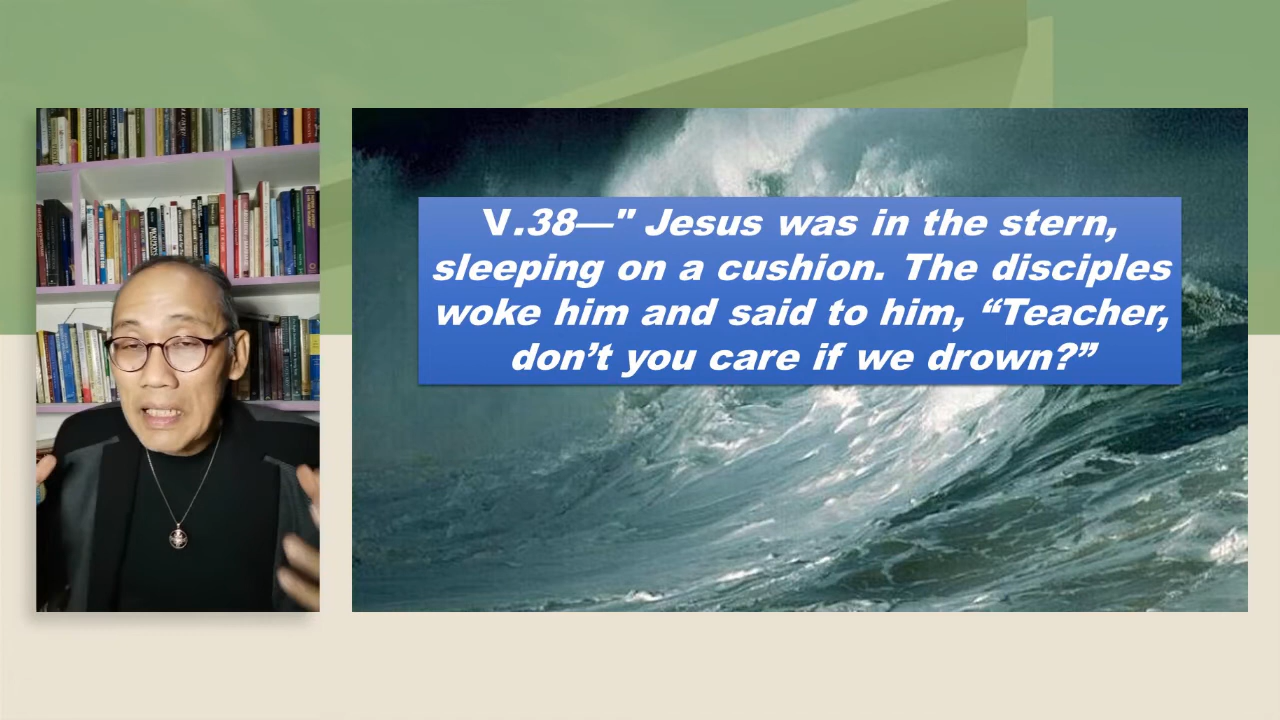 V.38—" Jesus was in the stern,
sleeping on a cushion. The disciples
woke him and said to him, “Teacher,
don’t you care if we drown?”